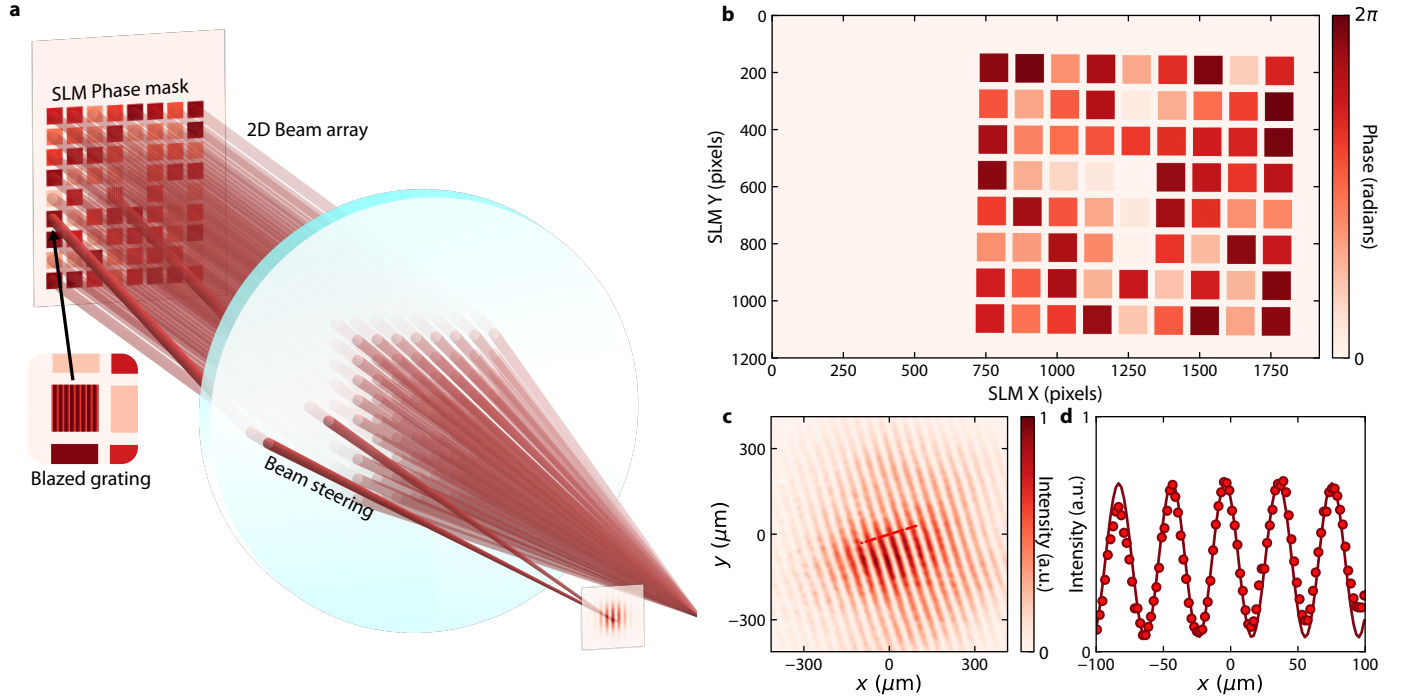 a
SLM Phase mask
2D Beam array
Blazed grating
Beam steering
b
0
200
400
600
800
1000
1200
SLM Y (pixels)
0
250
500
750
1000
1250
1500
1750
SLM X (pixels)
2π
0
Phase (radians)
c
300
0
−300
y (μm)
−300
0
300
x (μm)
1
0
Intensity (a.u.)
d
1
0
Intensity (a.u.)
−100
−50
0
50
100
x (μm)